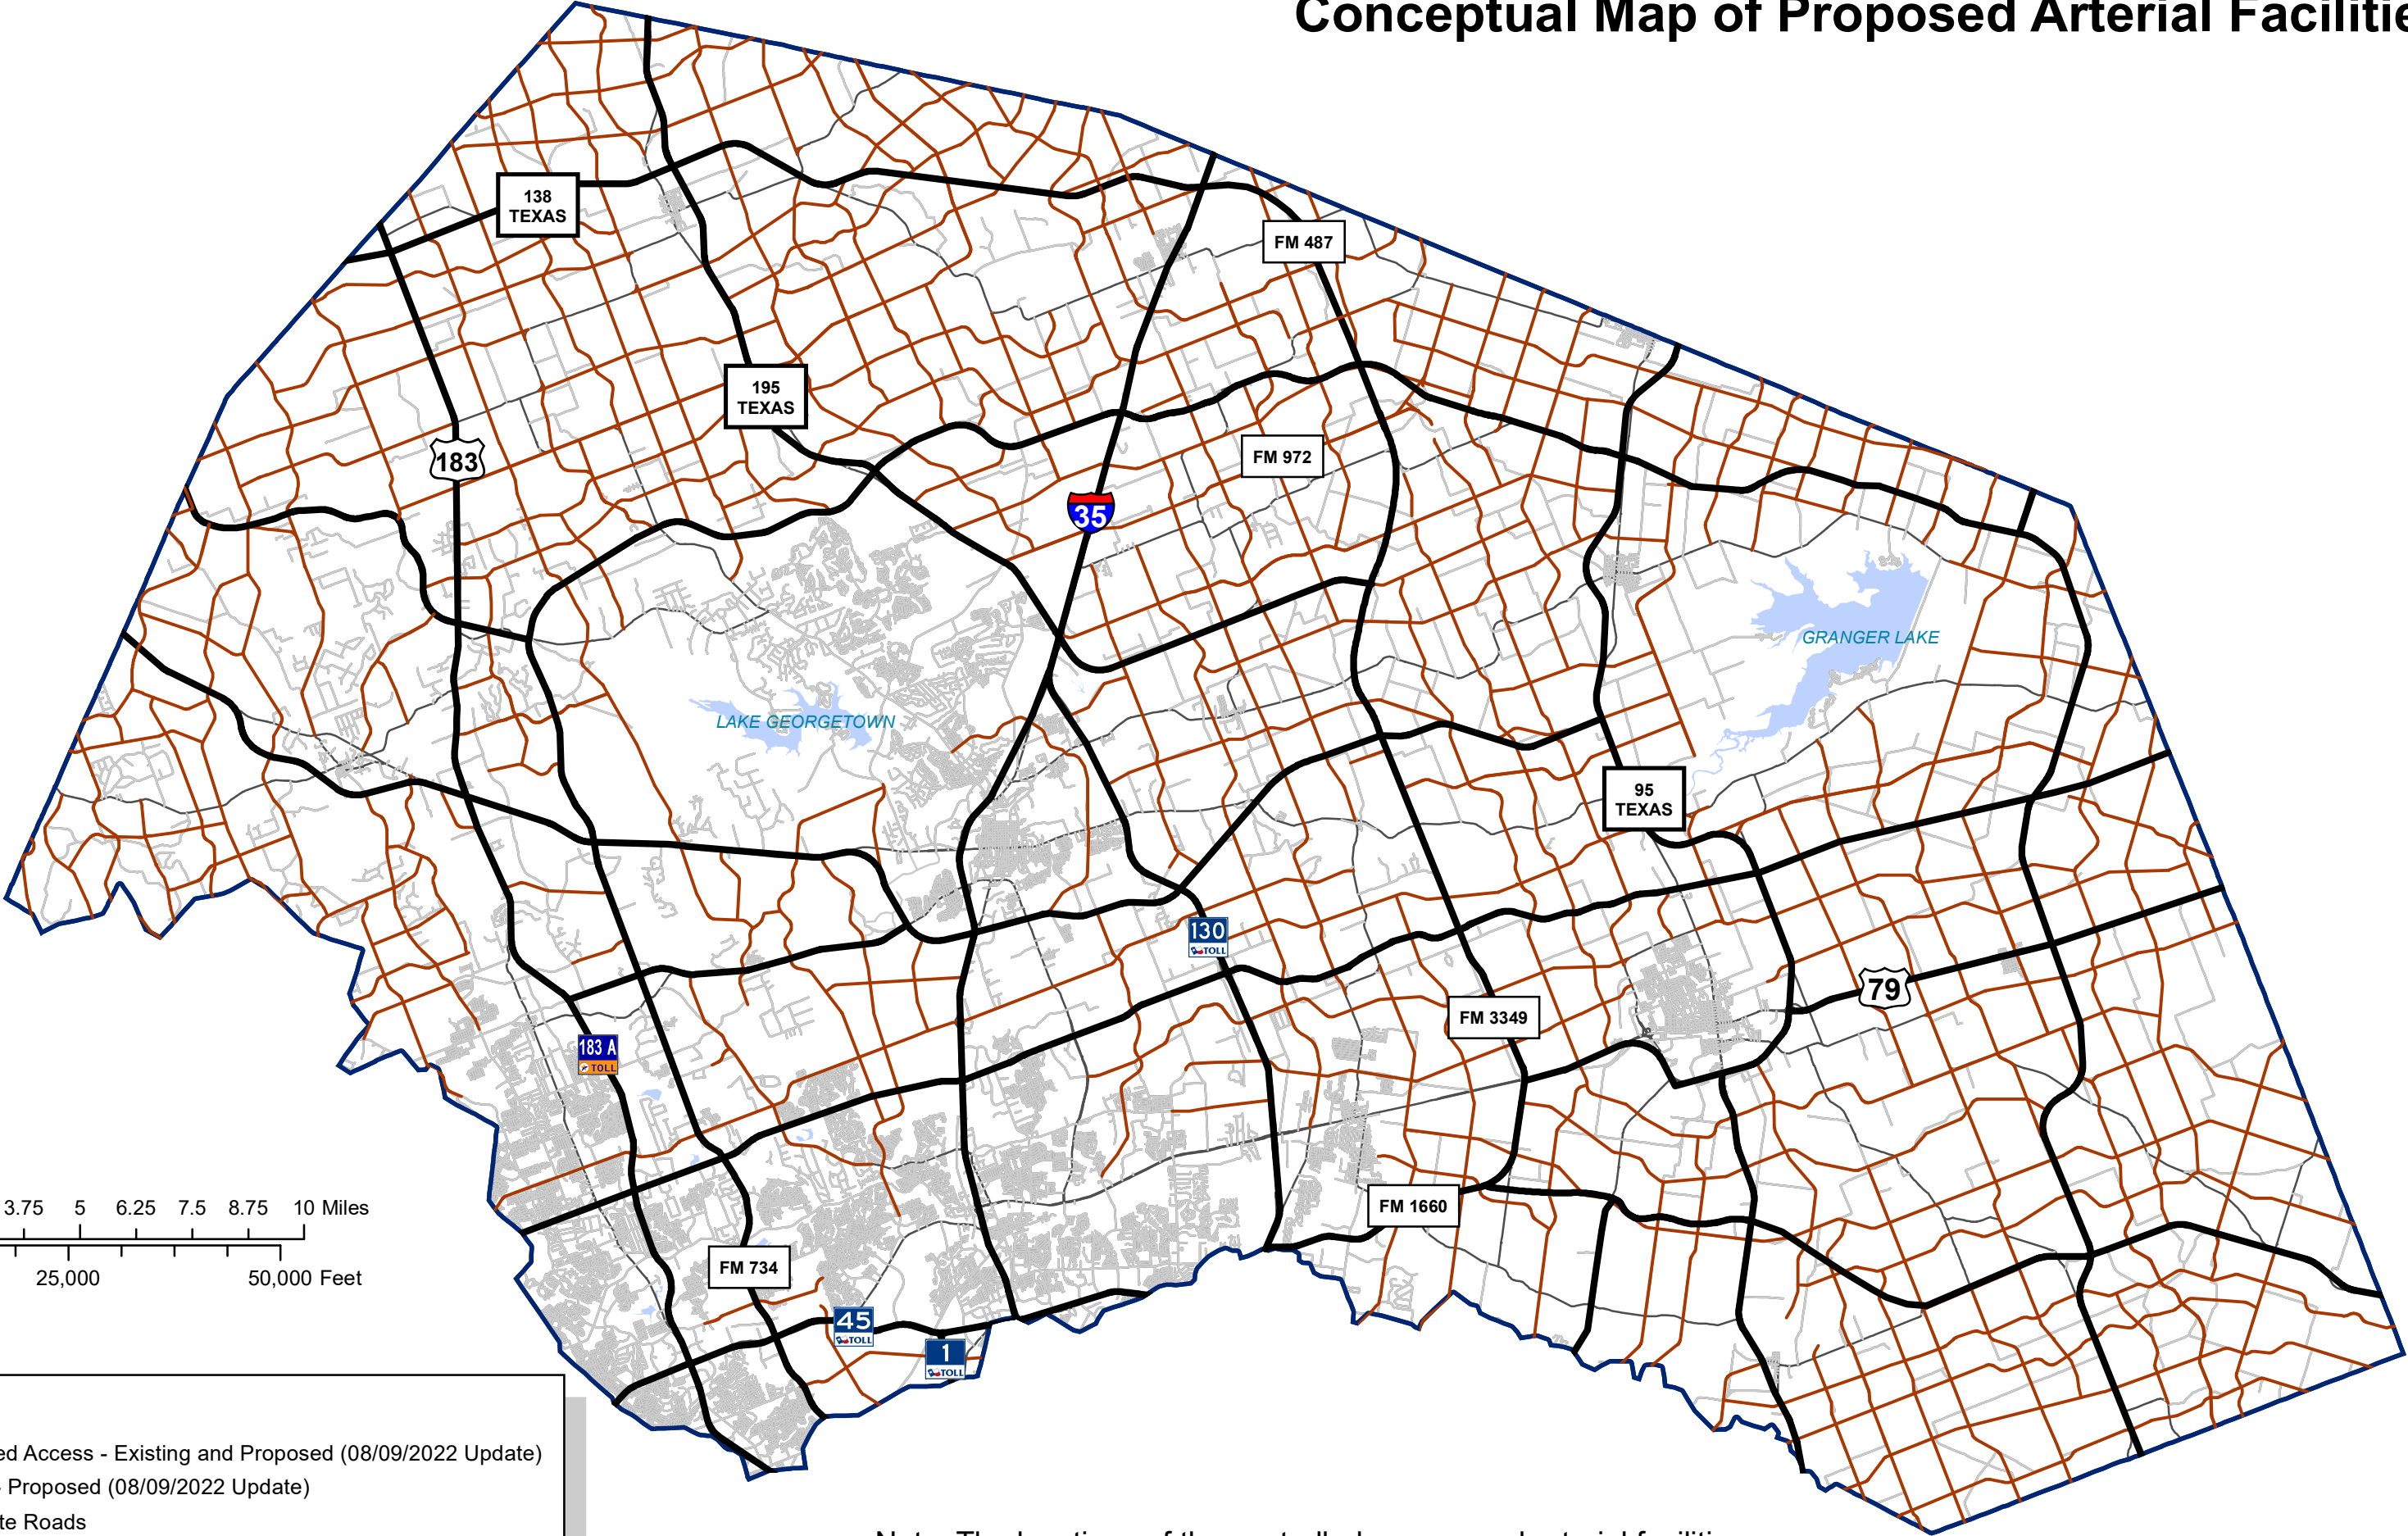 Conceptual Map of Proposed Arterial
138
TEXAS
FM 487
195
TEXAS
183
FM 972
35
GRANGER LAKE
LAKE GEORGETOWN
95
TEXAS
130
TOLL
79
FM 3349
183 A
TOLL
FM 1660
3.75 5 6.25 7.5 8.75 10 Miles
25,000 50,000 Feet
FM 734
45
TOLL
1
TOLL
Access - Existing and Proposed (08/09/2022 Update)
- Proposed (08/09/2022 Update)
Roads